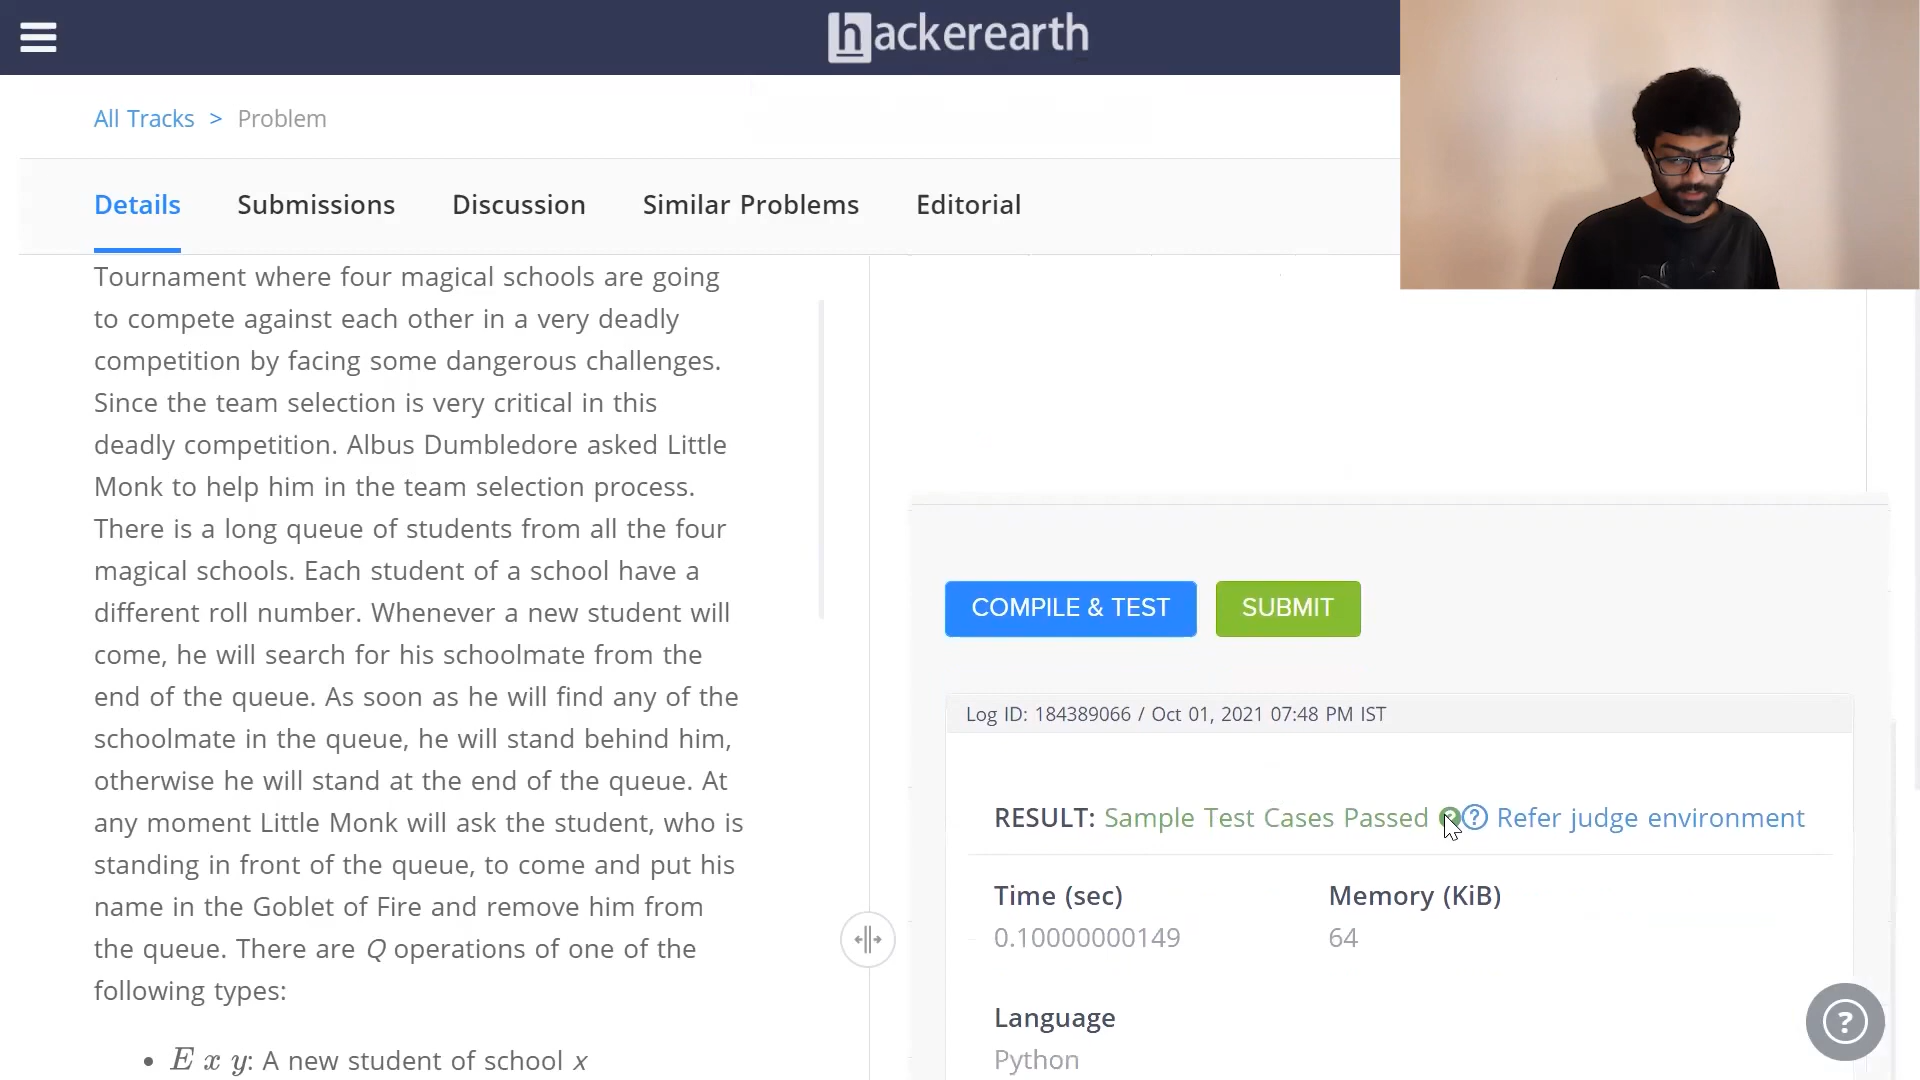 hackerearth
All Tracks > Problem
Details Submissions Discussion Similar Problems Editorial
Tournament where four magical schools are going
to compete against each other in a very deadly
competition by facing some dangerous challenges.
Since the team selection is very critical in this
deadly competition. Albus Dumbledore asked Little
Monk to help him in the team selection process.
There is a long queue of students from all the four
magical schools. Each student of a school have a
different roll number. Whenever a new student will
come, he will search for his schoolmate from the
end of the queue. As soon as he will find any of the
schoolmate in the queue, he will stand behind him,
otherwise he will stand at the end of the queue. At
any moment Little Monk will ask the student, who is
standing in front of the queue, to come and put his
name in the Goblet of Fire and remove him from
the queue. There are Q operations of one of the
following types:
• E x y: A new student of school x
COMPILE & TEST SUBMIT
Log ID: 184389066 / Oct 01, 2021 07:48 PM IST
RESULT: Sample Test Cases Passed ? Refer judge environment
Time (sec) Memory (KiB)
0.10000000149 64
Language
Python
?